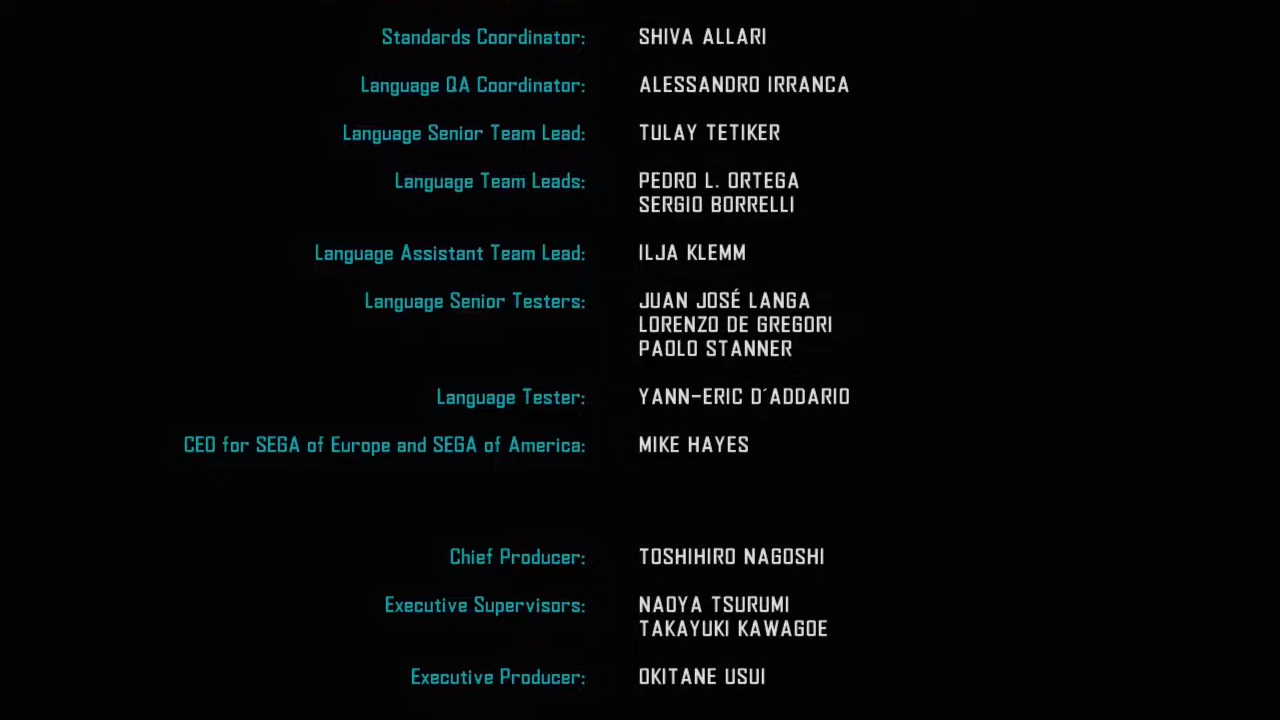 Standards Coordinator: SHIVA ALLARI
Language QA Coordinator: ALESSANDRO IRRANCA
Language Senior Team Lead: TULAY TETIKER
Language Team Leads: PEDRO L. ORTEGA
SERGIO BORRELLI
Language Assistant Team Lead: ILJA KLEMM
Language Senior Testers: JUAN JOSÉ LANGA
LORENZO DE GREGORI
PAOLO STANNER
Language Tester: YANN-ERIC D´ADDARIO
CEO for SEGA of Europe and SEGA of America: MIKE HAYES
Chief Producer: TOSHIHIRO NAGOSHI
Executive Supervisors: NAOYA TSURUMI
TAKAYUKI KAWAGOE
Executive Producer: OKITANE USUI